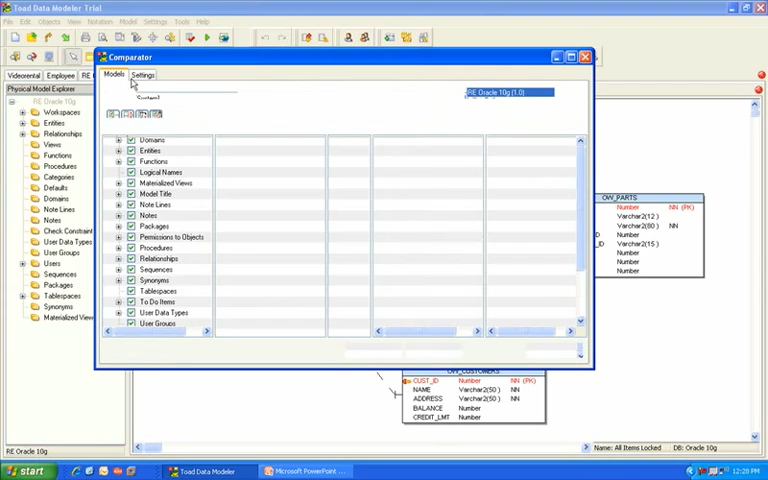 Toad Data Modeler Trial
File Edit Objects View Notation Model Settings Tools Help
Videorental Employee RE
Physical Model Explorer
RE Oracle 10g
Workspaces
Entities
Relationships
Views
Functions
Procedures
Categories
Defaults
Domains
Note Lines
Notes
Check Constraint
User Data Types
User Groups
Users
Sequences
Packages
Tablespaces
Synonyms
Materialized View
Comparator
Models Settings
RE Oracle 10g (1.0)
Domains
Entities
Functions
Logical Names
Materialized Views
Model Title
Note Lines
Notes
Packages
Permissions to Objects
Procedures
Relationships
Sequences
Synonyms
Tablespaces
To Do Items
User Data Types
User Groups
OW_PARTS
Number NN (PK)
Varchar2(12 )
Varchar2(80 ) NN
D Number
_ID Varchar2(15 )
Number
Number
Number
OW_CUSTOMERS
CUST_ID Number NN (PK)
NAME Varchar2(50 ) NN
ADDRESS Varchar2(50 ) NN
BALANCE Number
CREDIT_LMT Number
RE Oracle 10g
Name: All Items Locked DB: Oracle 10g
start
Toad Data Modeler
Microsoft PowerPoint ...
12:20 PM